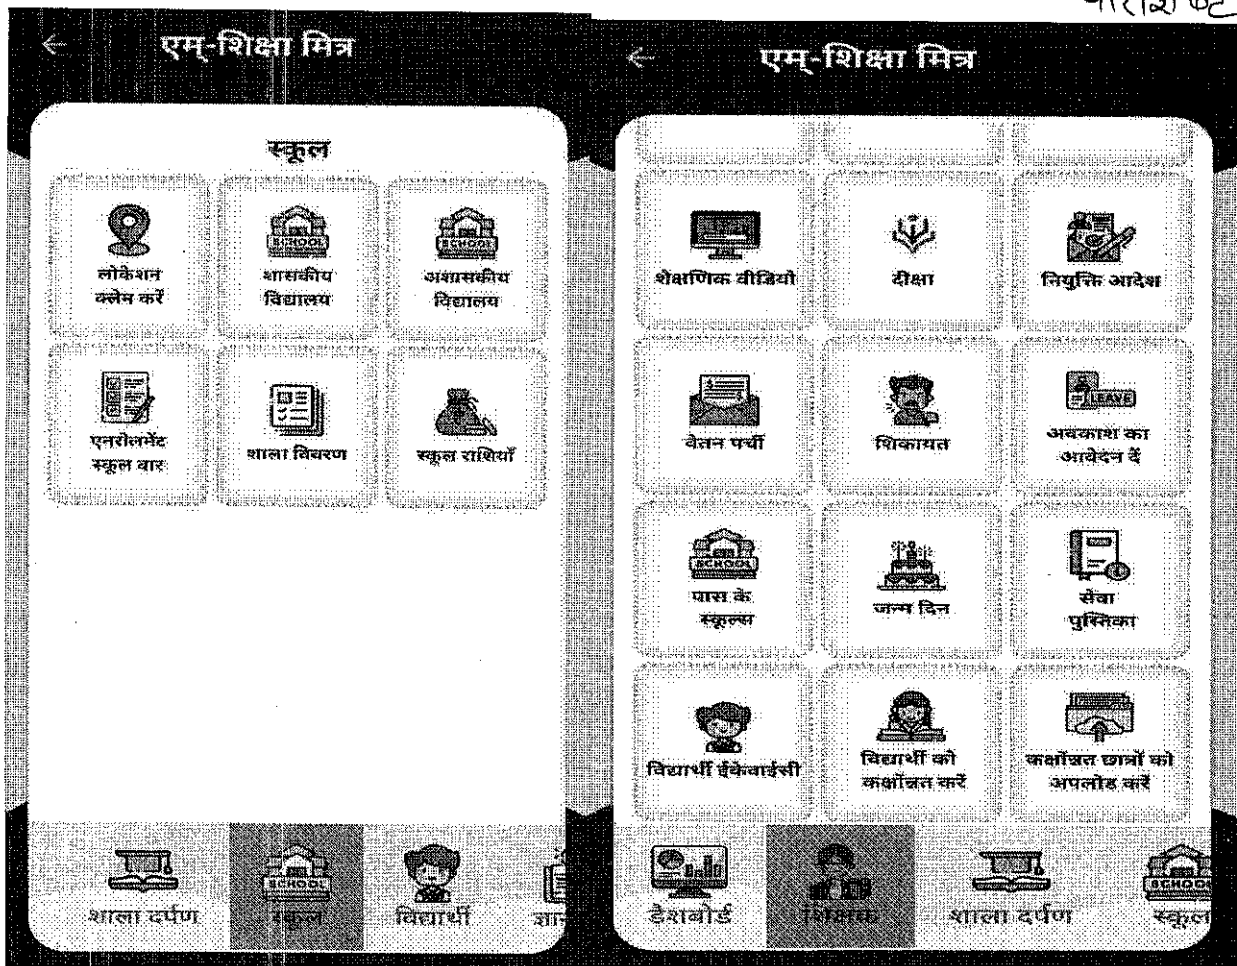 परिशिष्ट
एम्-शिक्षा मित्र
स्कूल
लोकेशन
क्लेम करें
SCHOOL
शासकीय
विद्यालय
SCHOOL
अशासकीय
विद्यालय
एनरोलमेंट
स्कूल वार
शाला विवरण
स्कूल राशियाँ
शाला दर्पण
SCHOOL
स्कूल
विद्यार्थी
एम्-शिक्षा मित्र
शैक्षणिक वीडियो
दीक्षा
नियुक्ति आदेश
वेतन पर्ची
शिकायत
LEAVE
अवकाश का
आवेदन दें
SCHOOL
पास के
स्कूल्स
जन्म दिन
सेवा
पुस्तिका
विद्यार्थी ईकेवाईसी
विद्यार्थी को
कक्षोंन्नत करें
कक्षोंन्नत छात्रों को
अपलोड करें
डैशबोर्ड
शिक्षक
शाला दर्पण
SCHOOL
स्कूल